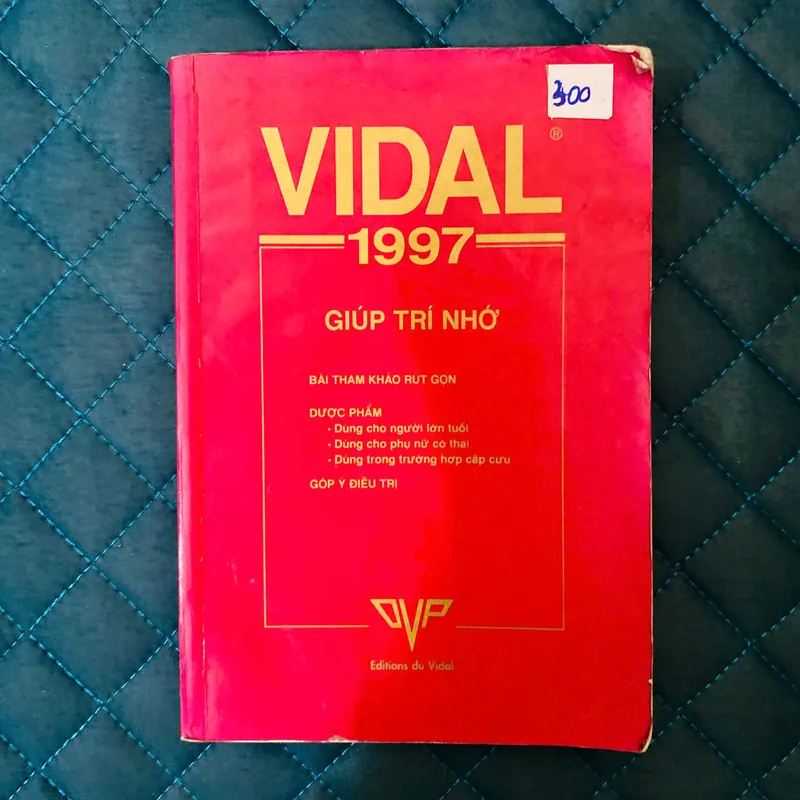 300
VIDAL®
1997
GIÚP TRÍ NHỚ
BÀI THAM KHẢO RÚT GỌN
DƯỢC PHẨM
- Dùng cho người lớn tuổi
- Dùng cho phụ nữ có thai
- Dùng trong trường hợp cấp cứu
GÓP Ý ĐIỀU TRỊ
OVP
Editions du Vidal